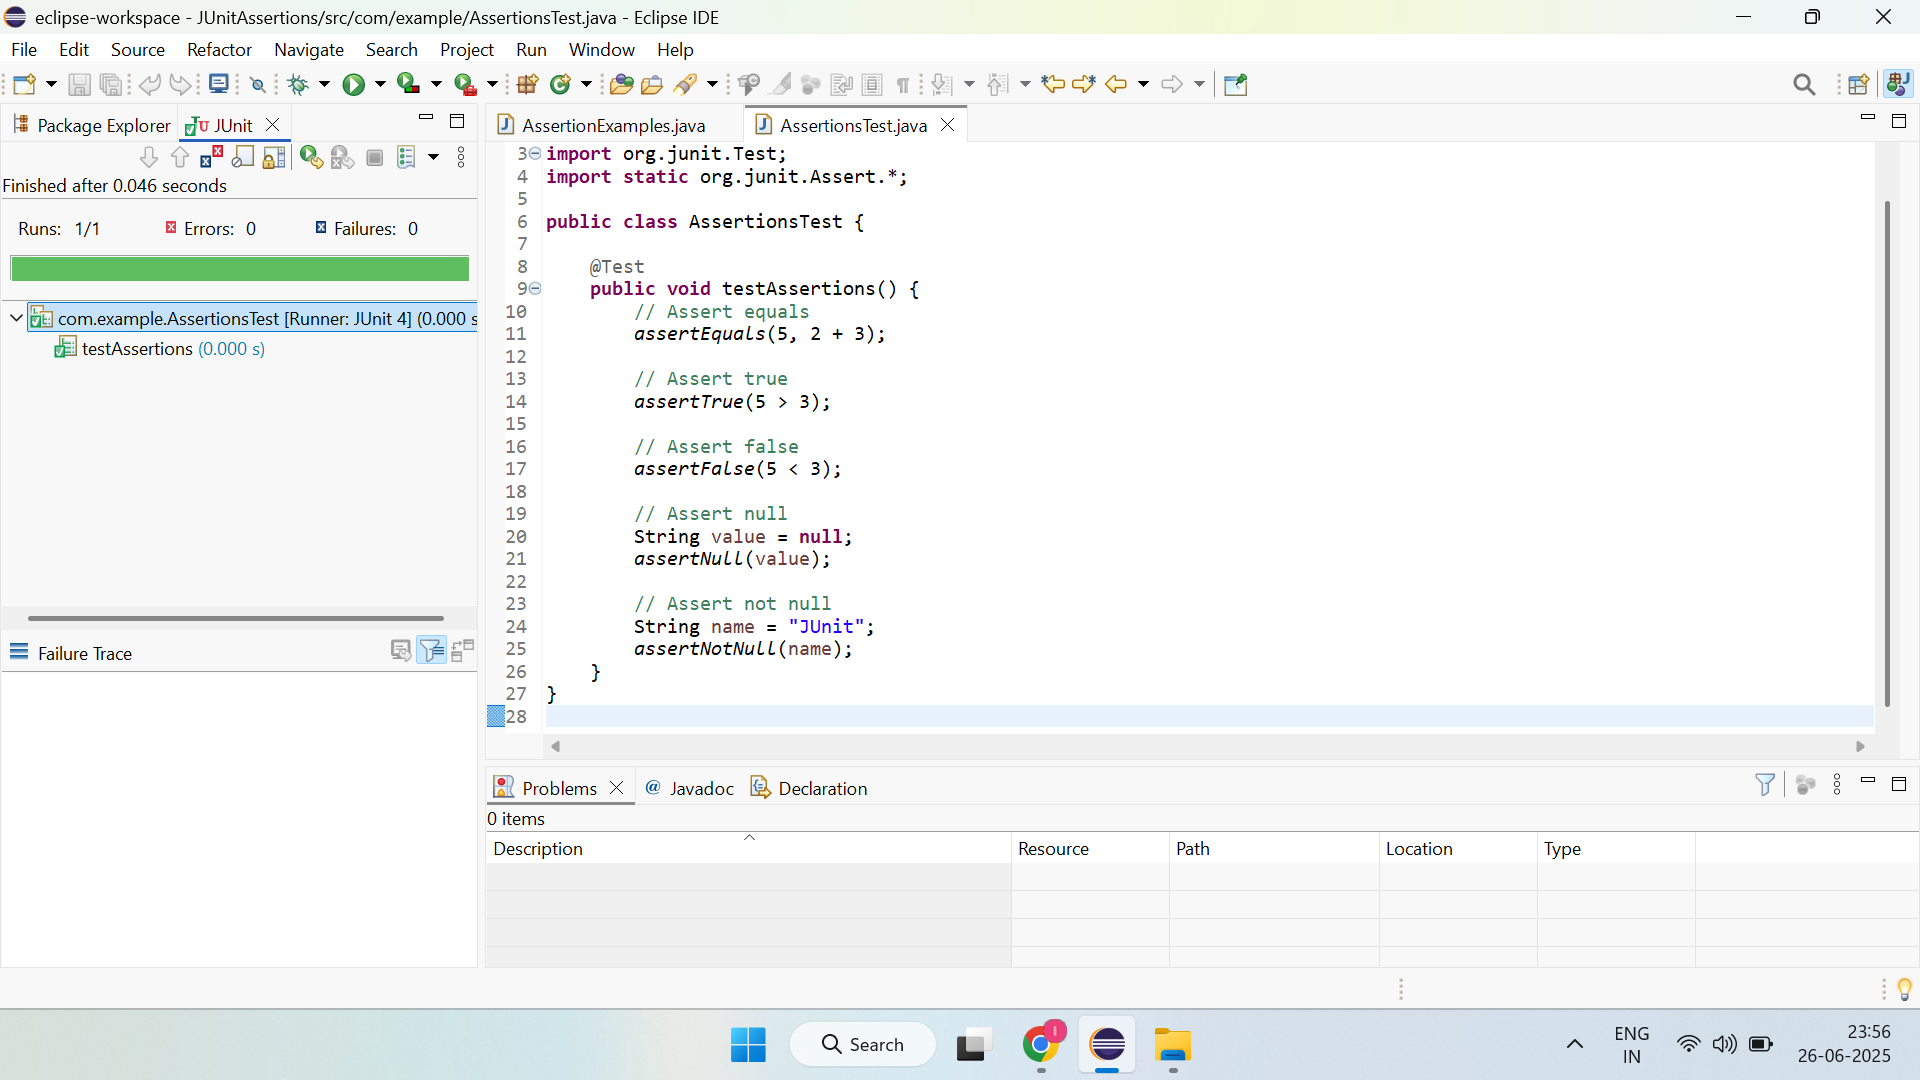 eclipse-workspace - JUnitAssertions/src/com/example/AssertionsTest.java - Eclipse IDE
File Edit Source Refactor Navigate Search Project Run Window Help
Package Explorer JUnit
Finished after 0.046 seconds
Runs: 1/1 Errors: 0 Failures: 0
com.example.AssertionsTest [Runner: JUnit 4] (0.000 s
testAssertions (0.000 s)
Failure Trace
AssertionExamples.java AssertionsTest.java
3 import org.junit.Test;
4 import static org.junit.Assert.*;
5
6 public class AssertionsTest {
7
8     @Test
9     public void testAssertions() {
10         // Assert equals
11         assertEquals(5, 2 + 3);
12
13         // Assert true
14         assertTrue(5 > 3);
15
16         // Assert false
17         assertFalse(5 < 3);
18
19         // Assert null
20         String value = null;
21         assertNull(value);
22
23         // Assert not null
24         String name = "JUnit";
25         assertNotNull(name);
26     }
27 }
28
Problems @ Javadoc Declaration
0 items
Description Resource Path Location Type
Search
ENG
IN
23:56
26-06-2025